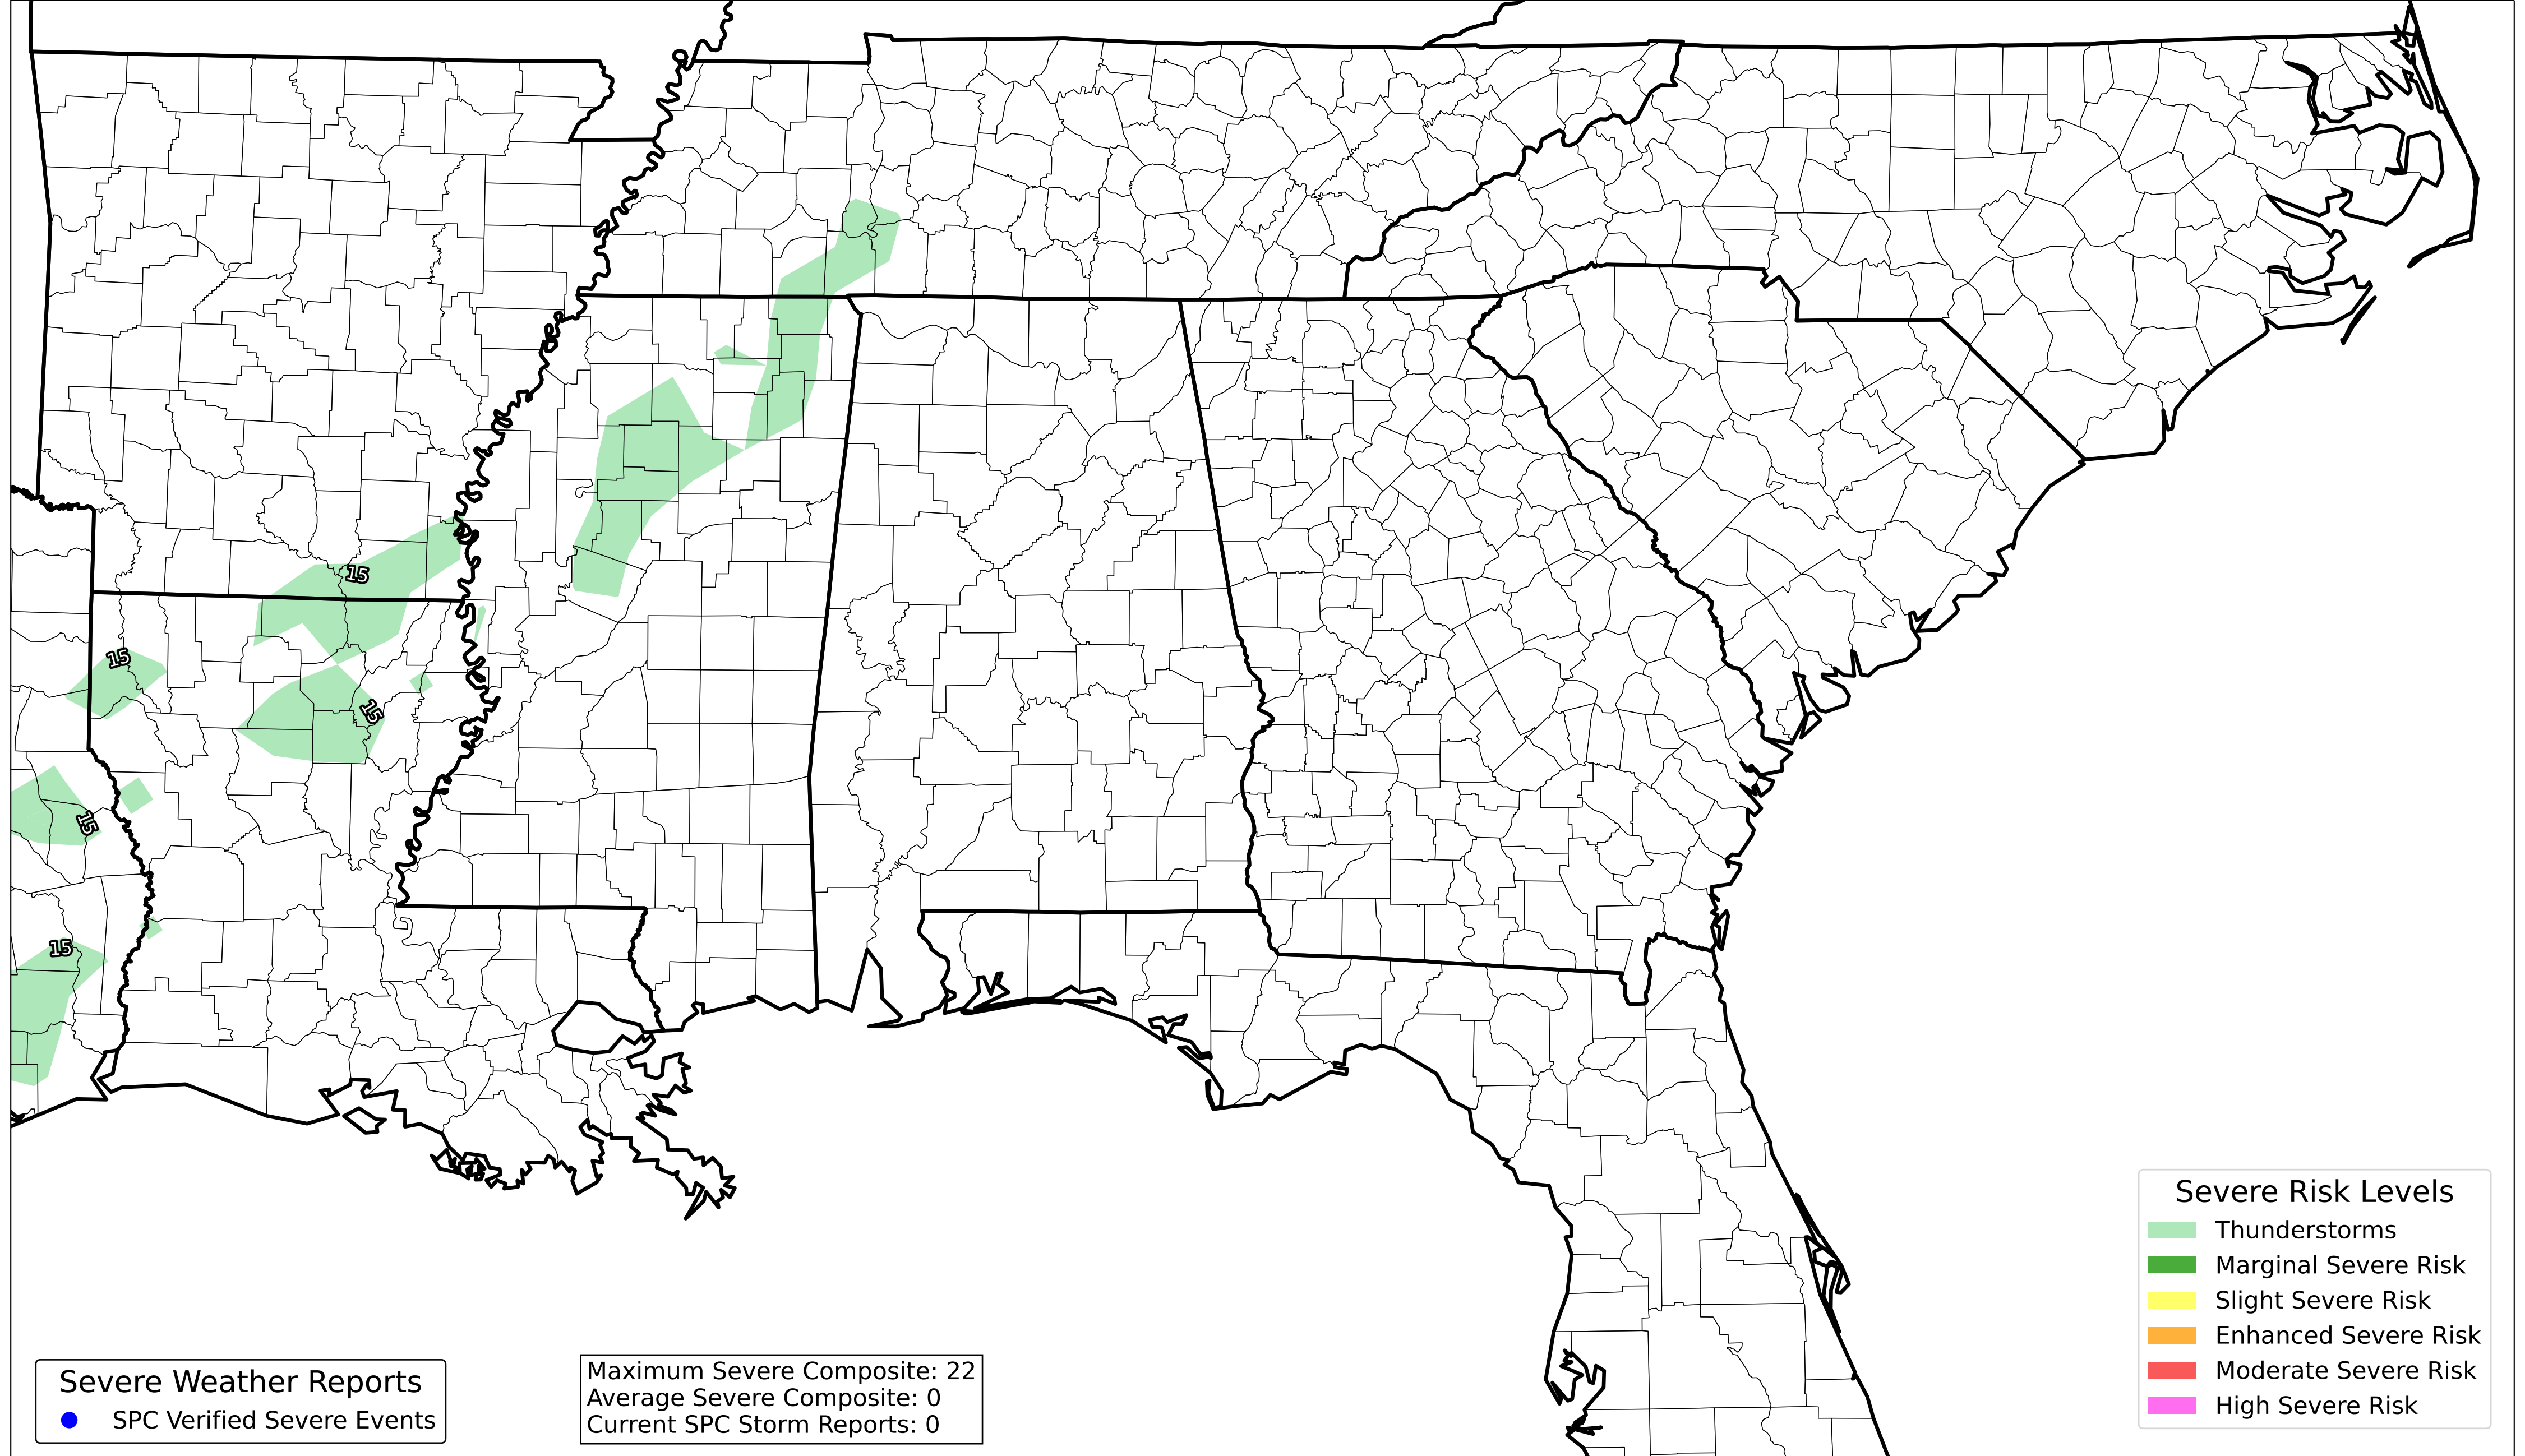 15
15
15
15
15
Severe Risk Levels
Thunderstorms
Marginal Severe Risk
Slight Severe Risk
Enhanced Severe Risk
Moderate Severe Risk
High Severe Risk
Severe Weather Reports
SPC Verified Severe Events
Maximum Severe Composite: 22
Average Severe Composite: 0
Current SPC Storm Reports: 0